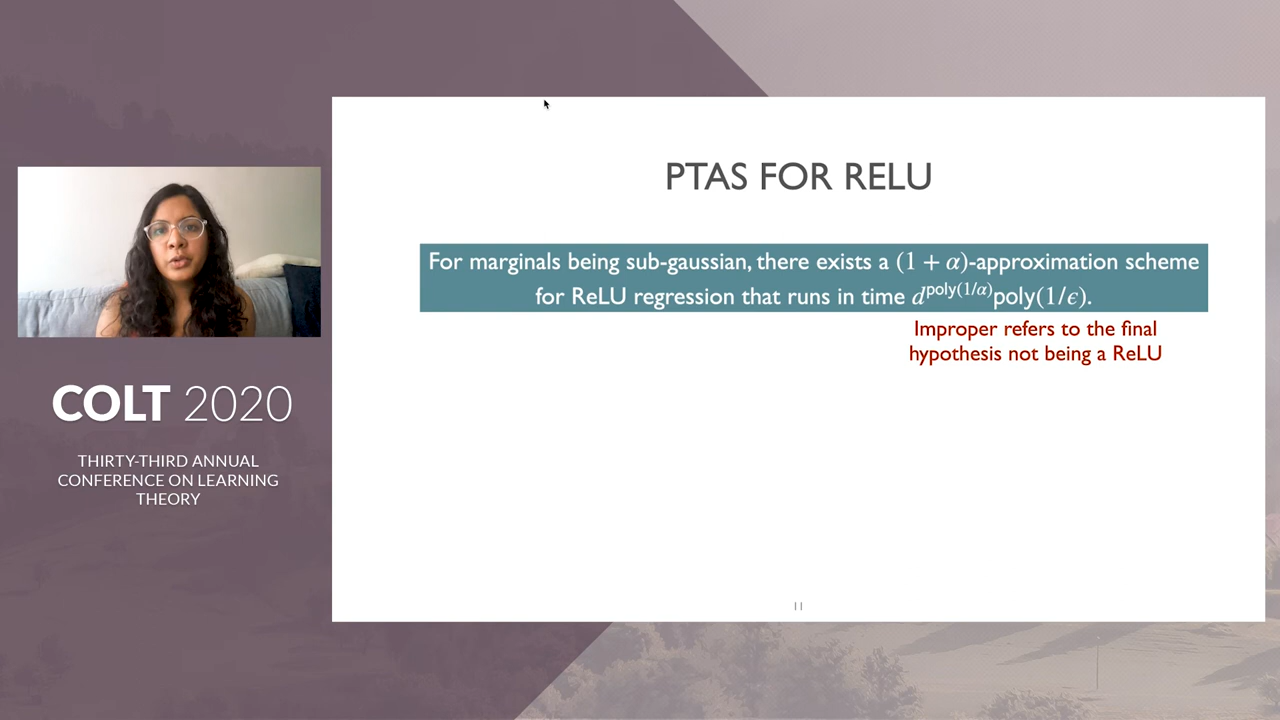 PTAS FOR RELU
For marginals being sub-gaussian, there exists a (1 + α)-approximation scheme
for ReLU regression that runs in time d^poly(1/α)poly(1/ϵ).
Improper refers to the final
hypothesis not being a ReLU
11
COLT 2020
THIRTY-THIRD ANNUAL
CONFERENCE ON LEARNING
THEORY